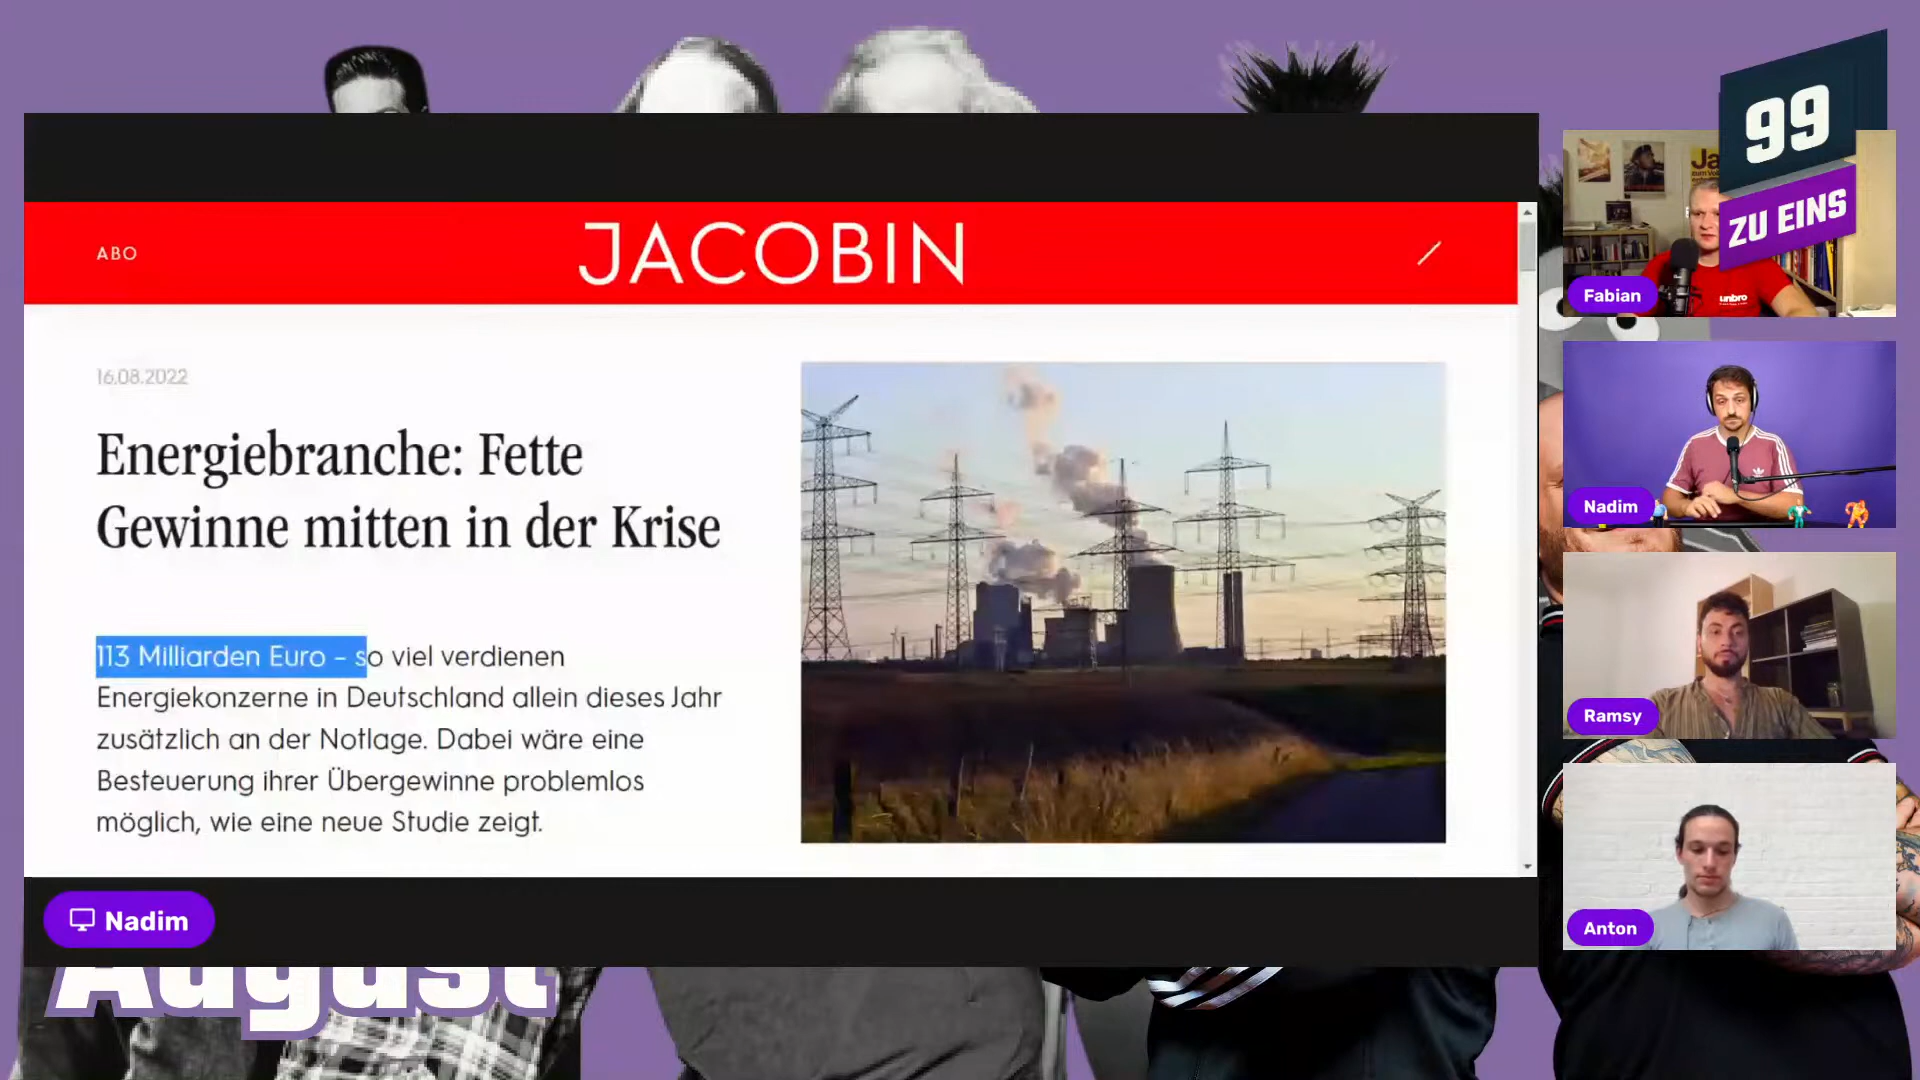 ABO
JACOBIN
16.08.2022
Energiebranche: Fette
Gewinne mitten in der Krise
113 Milliarden Euro – so viel verdienen
Energiekonzerne in Deutschland allein dieses Jahr
zusätzlich an der Notlage. Dabei wäre eine
Besteuerung ihrer Übergewinne problemlos
möglich, wie eine neue Studie zeigt.
Nadim
August
99
ZU EINS
Ja
umbro
Fabian
Nadim
Ramsy
Anton